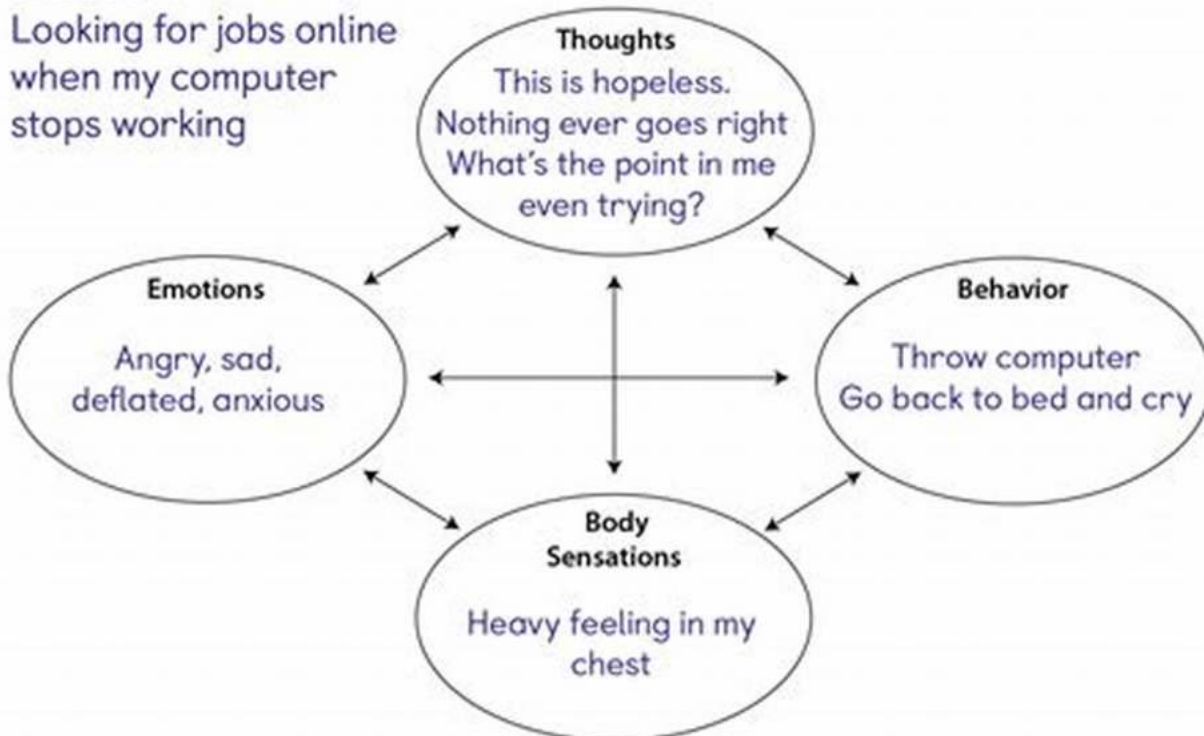 Looking for jobs online
when my computer
stops working
Thoughts
This is hopeless.
Nothing ever goes right
What's the point in me
even trying?
Emotions
Angry, sad,
deflated, anxious
Behavior
Throw computer
Go back to bed and cry
Body
Sensations
Heavy feeling in my
chest